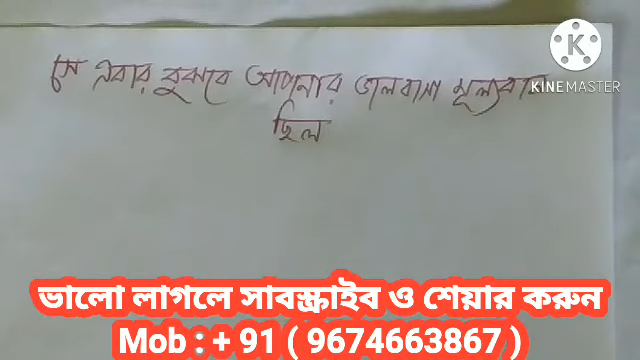 সে এবার বুঝবে আপনার ভালবাসা মূল্যবান
ছিল
KINEMASTER
ভালো লাগলে সাবস্ক্রাইব ও শেয়ার করুন
Mob : + 91 ( 9674663867 )